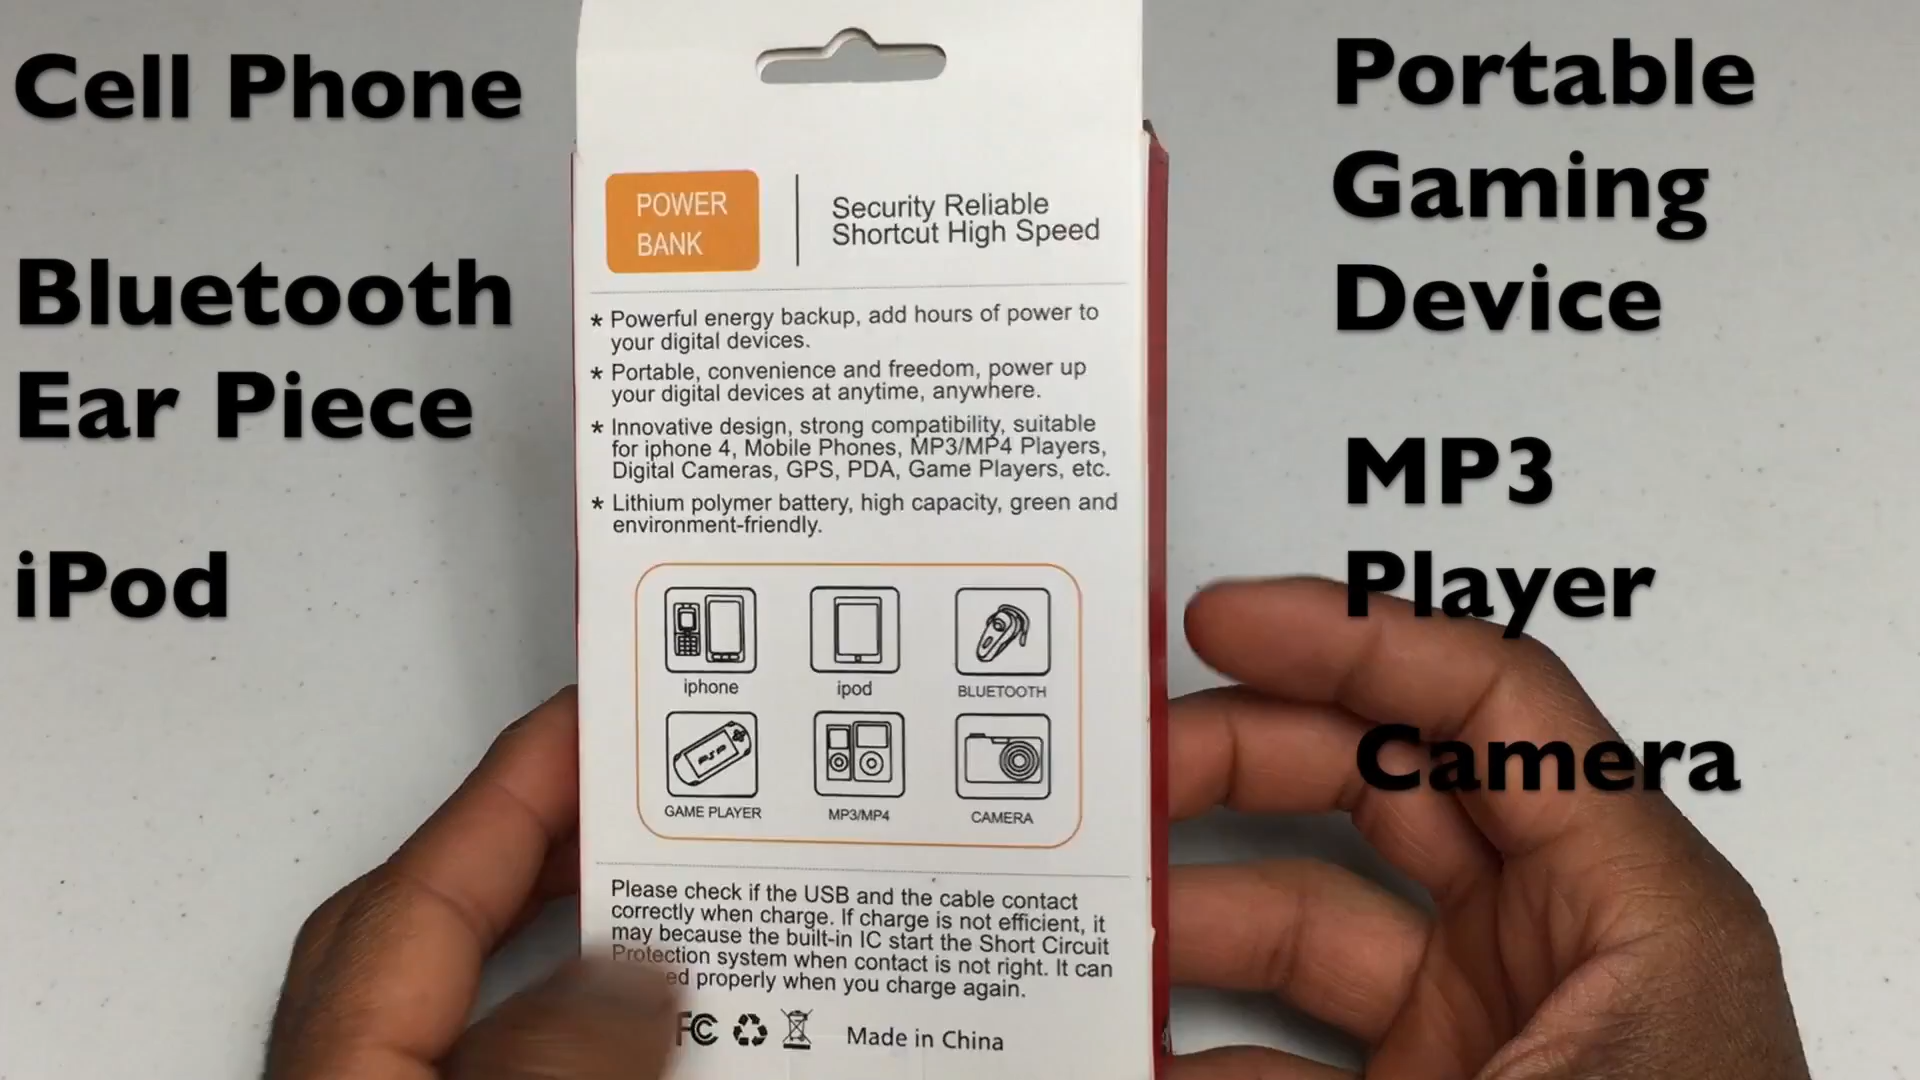 Cell Phone
Bluetooth
Ear Piece
iPod
POWER
BANK
Security Reliable
Shortcut High Speed
* Powerful energy backup, add hours of power to
your digital devices.
* Portable, convenience and freedom, power up
your digital devices at anytime, anywhere.
* Innovative design, strong compatibility, suitable
for iphone 4, Mobile Phones, MP3/MP4 Players,
Digital Cameras, GPS, PDA, Game Players, etc.
* Lithium polymer battery, high capacity, green and
environment-friendly.
iphone
ipod
BLUETOOTH
PSP
GAME PLAYER
MP3/MP4
CAMERA
Please check if the USB and the cable contact
correctly when charge. If charge is not efficient, it
may because the built-in IC start the Short Circuit
Protection system when contact is not right. It can
properly when you charge again.
FC
Made in China
Portable
Gaming
Device
MP3
Player
Camera